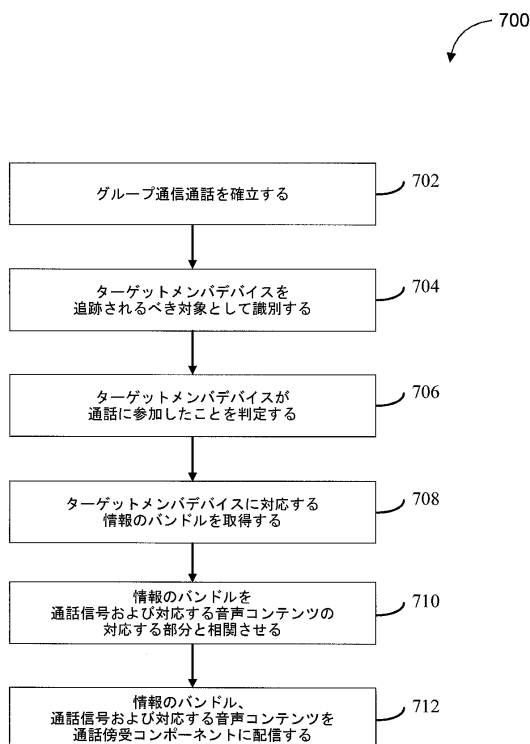 700
グループ通信通話を確立する
702
ターゲットメンバデバイスを
追跡されるべき対象として識別する
704
ターゲットメンバデバイスが
通話に参加したことを判定する
706
ターゲットメンバデバイスに対応する
情報のバンドルを取得する
708
情報のバンドルを
通話信号および対応する音声コンテンツの
対応する部分と相関させる
710
情報のバンドル、
通話信号および対応する音声コンテンツを
通話傍受コンポーネントに配信する
712